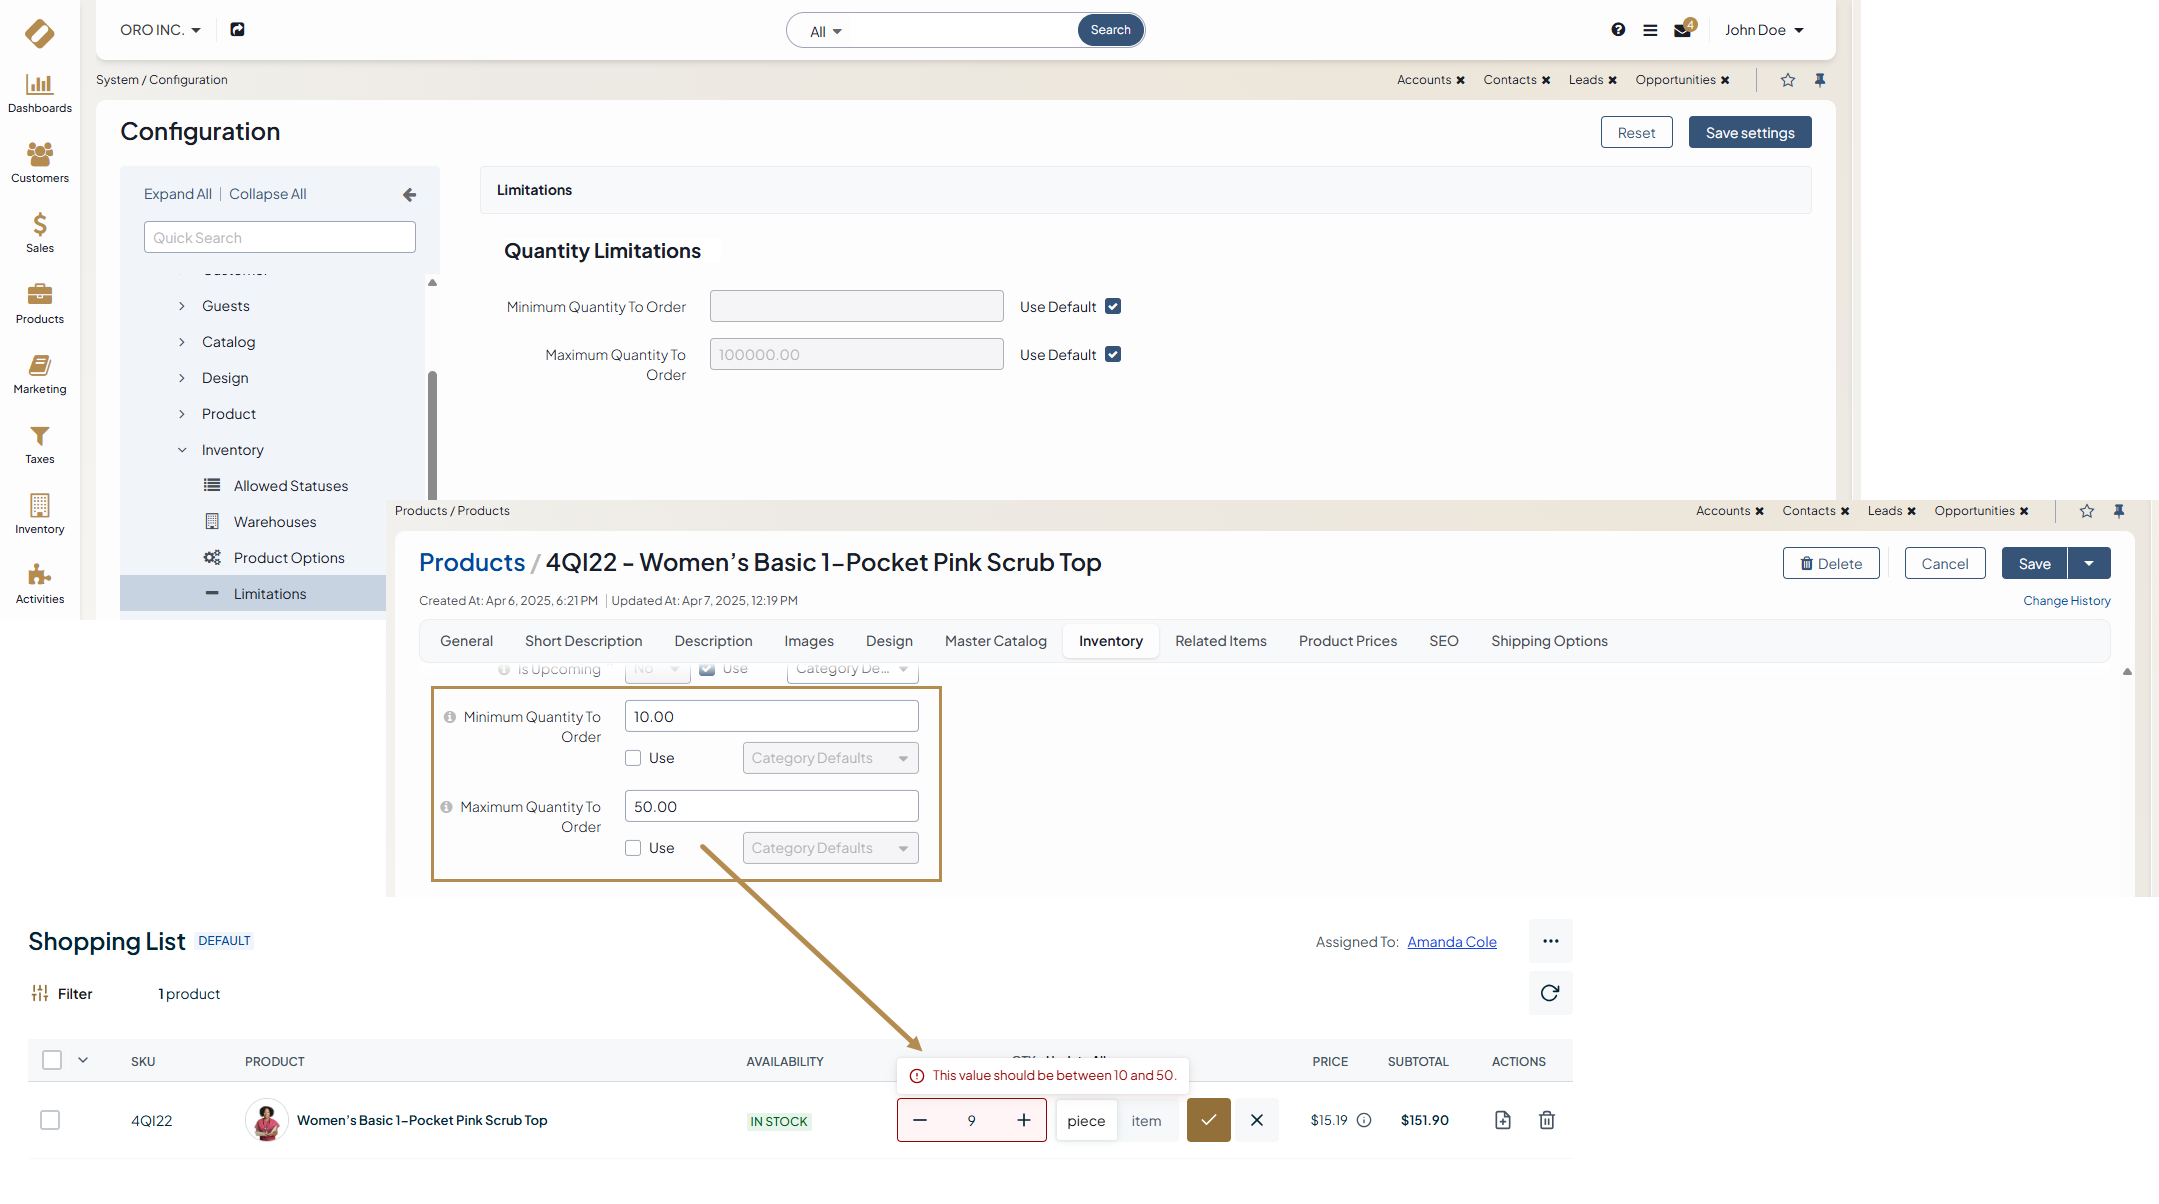 ORO INC.
All
Search
4
John Doe
System / Configuration
Accounts
Contacts
Leads
Opportunities
Dashboards
Customers
Sales
Products
Marketing
Taxes
Inventory
Activities
Configuration
Reset
Save settings
Expand All | Collapse All
Quick Search
Customer
Guests
Catalog
Design
Product
Inventory
Allowed Statuses
Warehouses
Product Options
Limitations
Limitations
Quantity Limitations
Minimum Quantity To Order
Use Default
Maximum Quantity To
Order
100000.00
Use Default
Products / Products
Accounts
Contacts
Leads
Opportunities
Products / 4QI22 - Women's Basic 1-Pocket Pink Scrub Top
Delete
Cancel
Save
Created At: Apr 6, 2025, 6:21 PM | Updated At: Apr 7, 2025, 12:19 PM
Change History
General
Short Description
Description
Images
Design
Master Catalog
Inventory
Related Items
Product Prices
SEO
Shipping Options
Is Upcoming
No
Use
Category De...
Minimum Quantity To
Order
10.00
Use
Category Defaults
Maximum Quantity To
Order
50.00
Use
Category Defaults
Shopping List DEFAULT
Assigned To: Amanda Cole
Filter
1 product
SKU
PRODUCT
AVAILABILITY
PRICE
SUBTOTAL
ACTIONS
This value should be between 10 and 50.
4QI22
Women's Basic 1-Pocket Pink Scrub Top
IN STOCK
9
piece
item
$15.19
$151.90